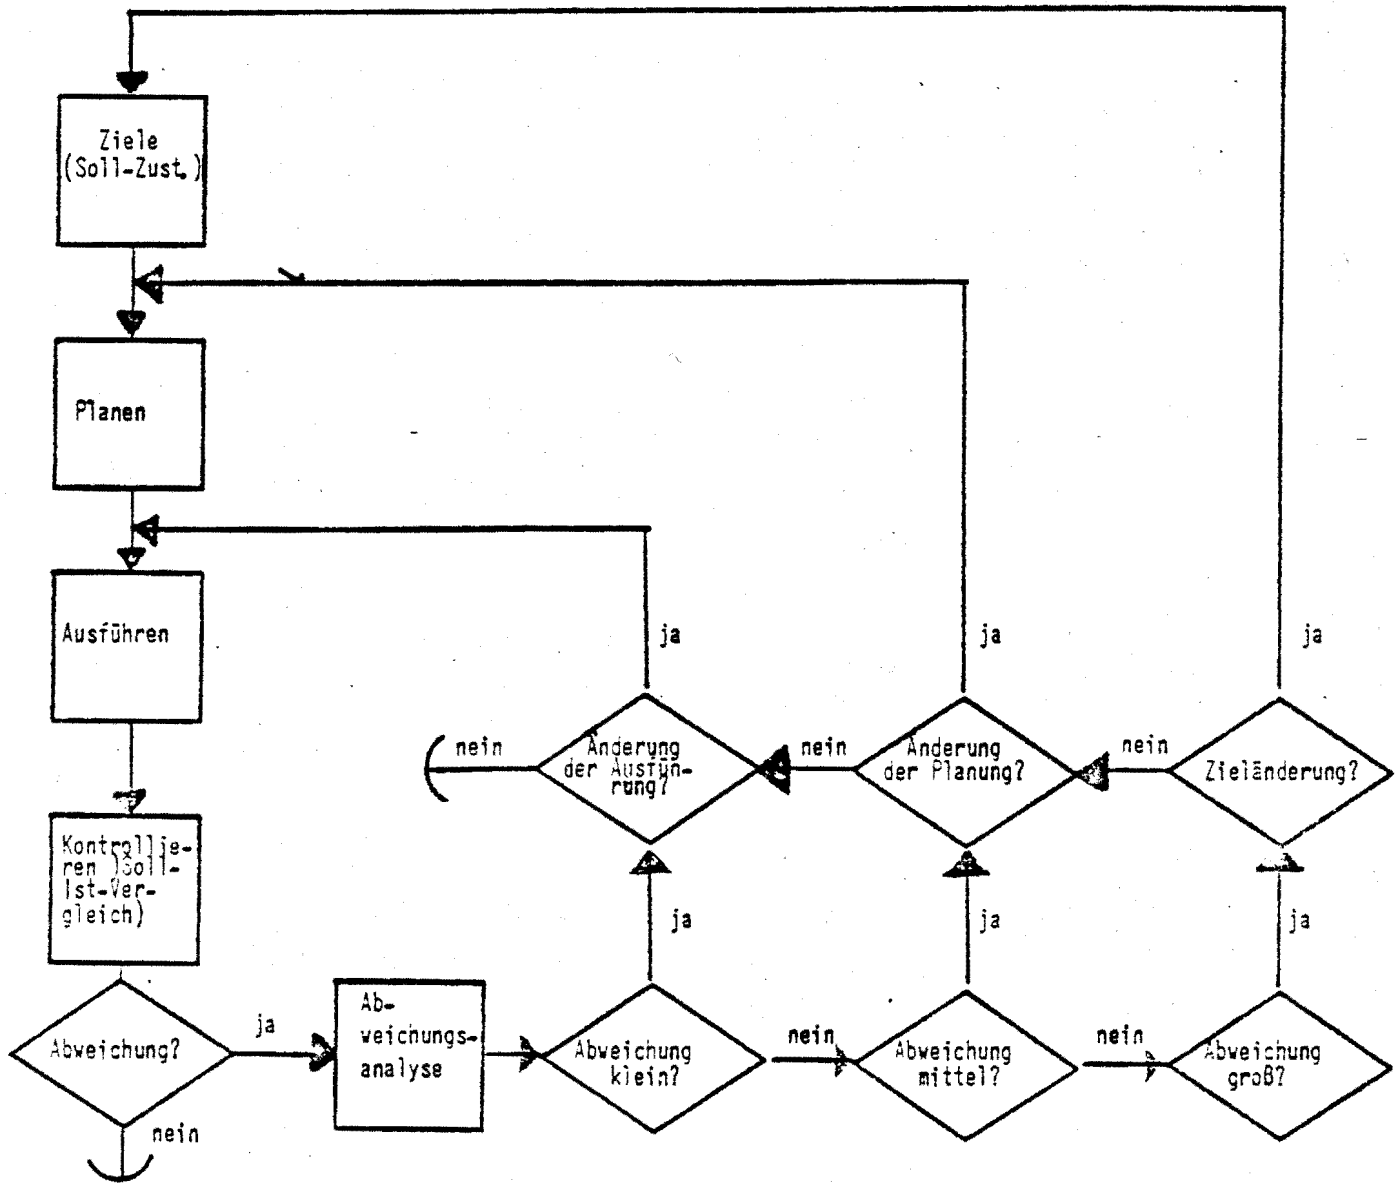 Ziele
(Soll-Zust.)
Planen
Ausführen
ja
ja
ja
nein
Änderung
der Ausfüh-
rung?
nein
Änderung
der Planung?
nein
Zieländerung?
Kontrollie-
ren )Soll-
Ist-Ver-
gleich)
ja
ja
ja
Abweichung?
ja
nein
Ab-
weichungs-
analyse
Abweichung
klein?
nein
Abweichung
mittel?
nein
Abweichung
groß?